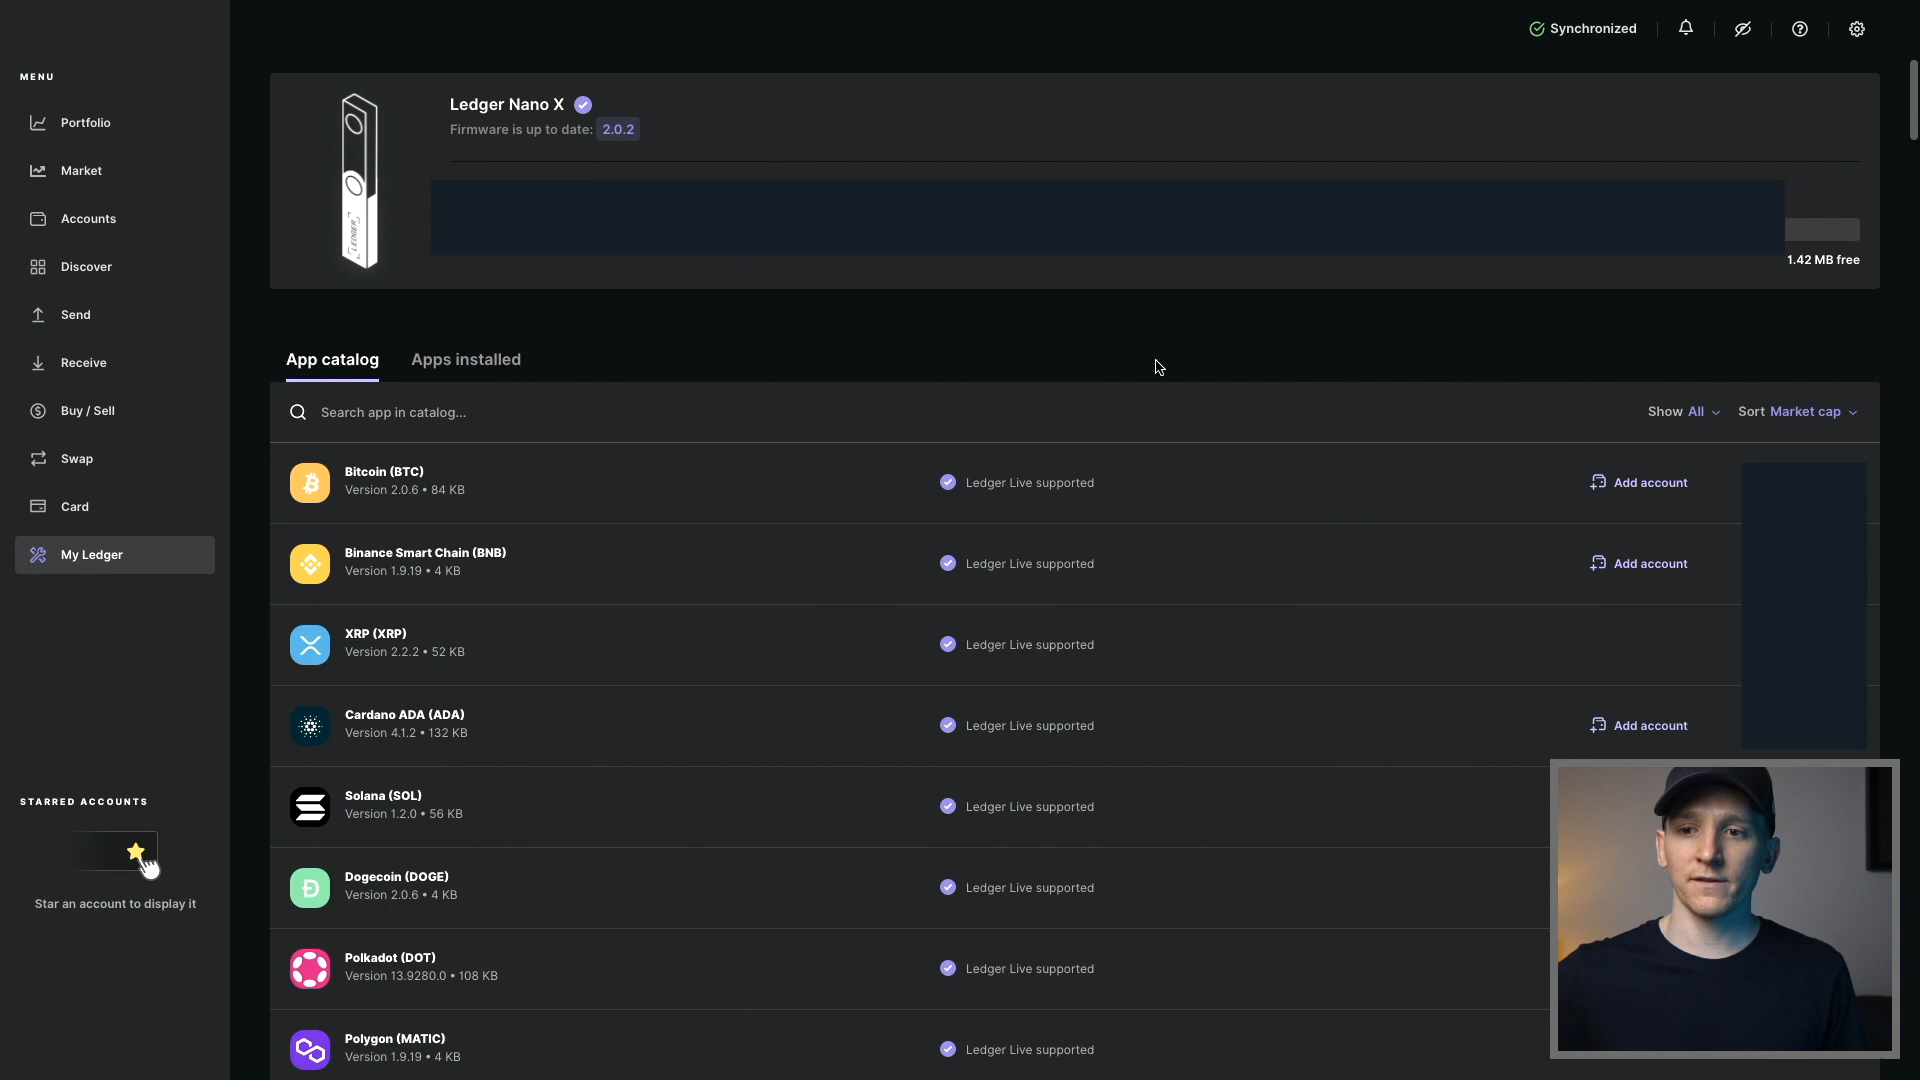 Synchronized
MENU
Portfolio
Market
Accounts
Discover
Send
Receive
Buy / Sell
Swap
Card
My Ledger
STARRED ACCOUNTS
Star an account to display it
LEDGER
Ledger Nano X
Firmware is up to date: 2.0.2
1.42 MB free
App catalog Apps installed
Search app in catalog...
Show All Sort Market cap
Bitcoin (BTC)
Version 2.0.6 • 84 KB
Ledger Live supported
Add account
Binance Smart Chain (BNB)
Version 1.9.19 • 4 KB
Ledger Live supported
Add account
XRP (XRP)
Version 2.2.2 • 52 KB
Ledger Live supported
Cardano ADA (ADA)
Version 4.1.2 • 132 KB
Ledger Live supported
Add account
Solana (SOL)
Version 1.2.0 • 56 KB
Ledger Live supported
Dogecoin (DOGE)
Version 2.0.6 • 4 KB
Ledger Live supported
Polkadot (DOT)
Version 13.9280.0 • 108 KB
Ledger Live supported
Polygon (MATIC)
Version 1.9.19 • 4 KB
Ledger Live supported